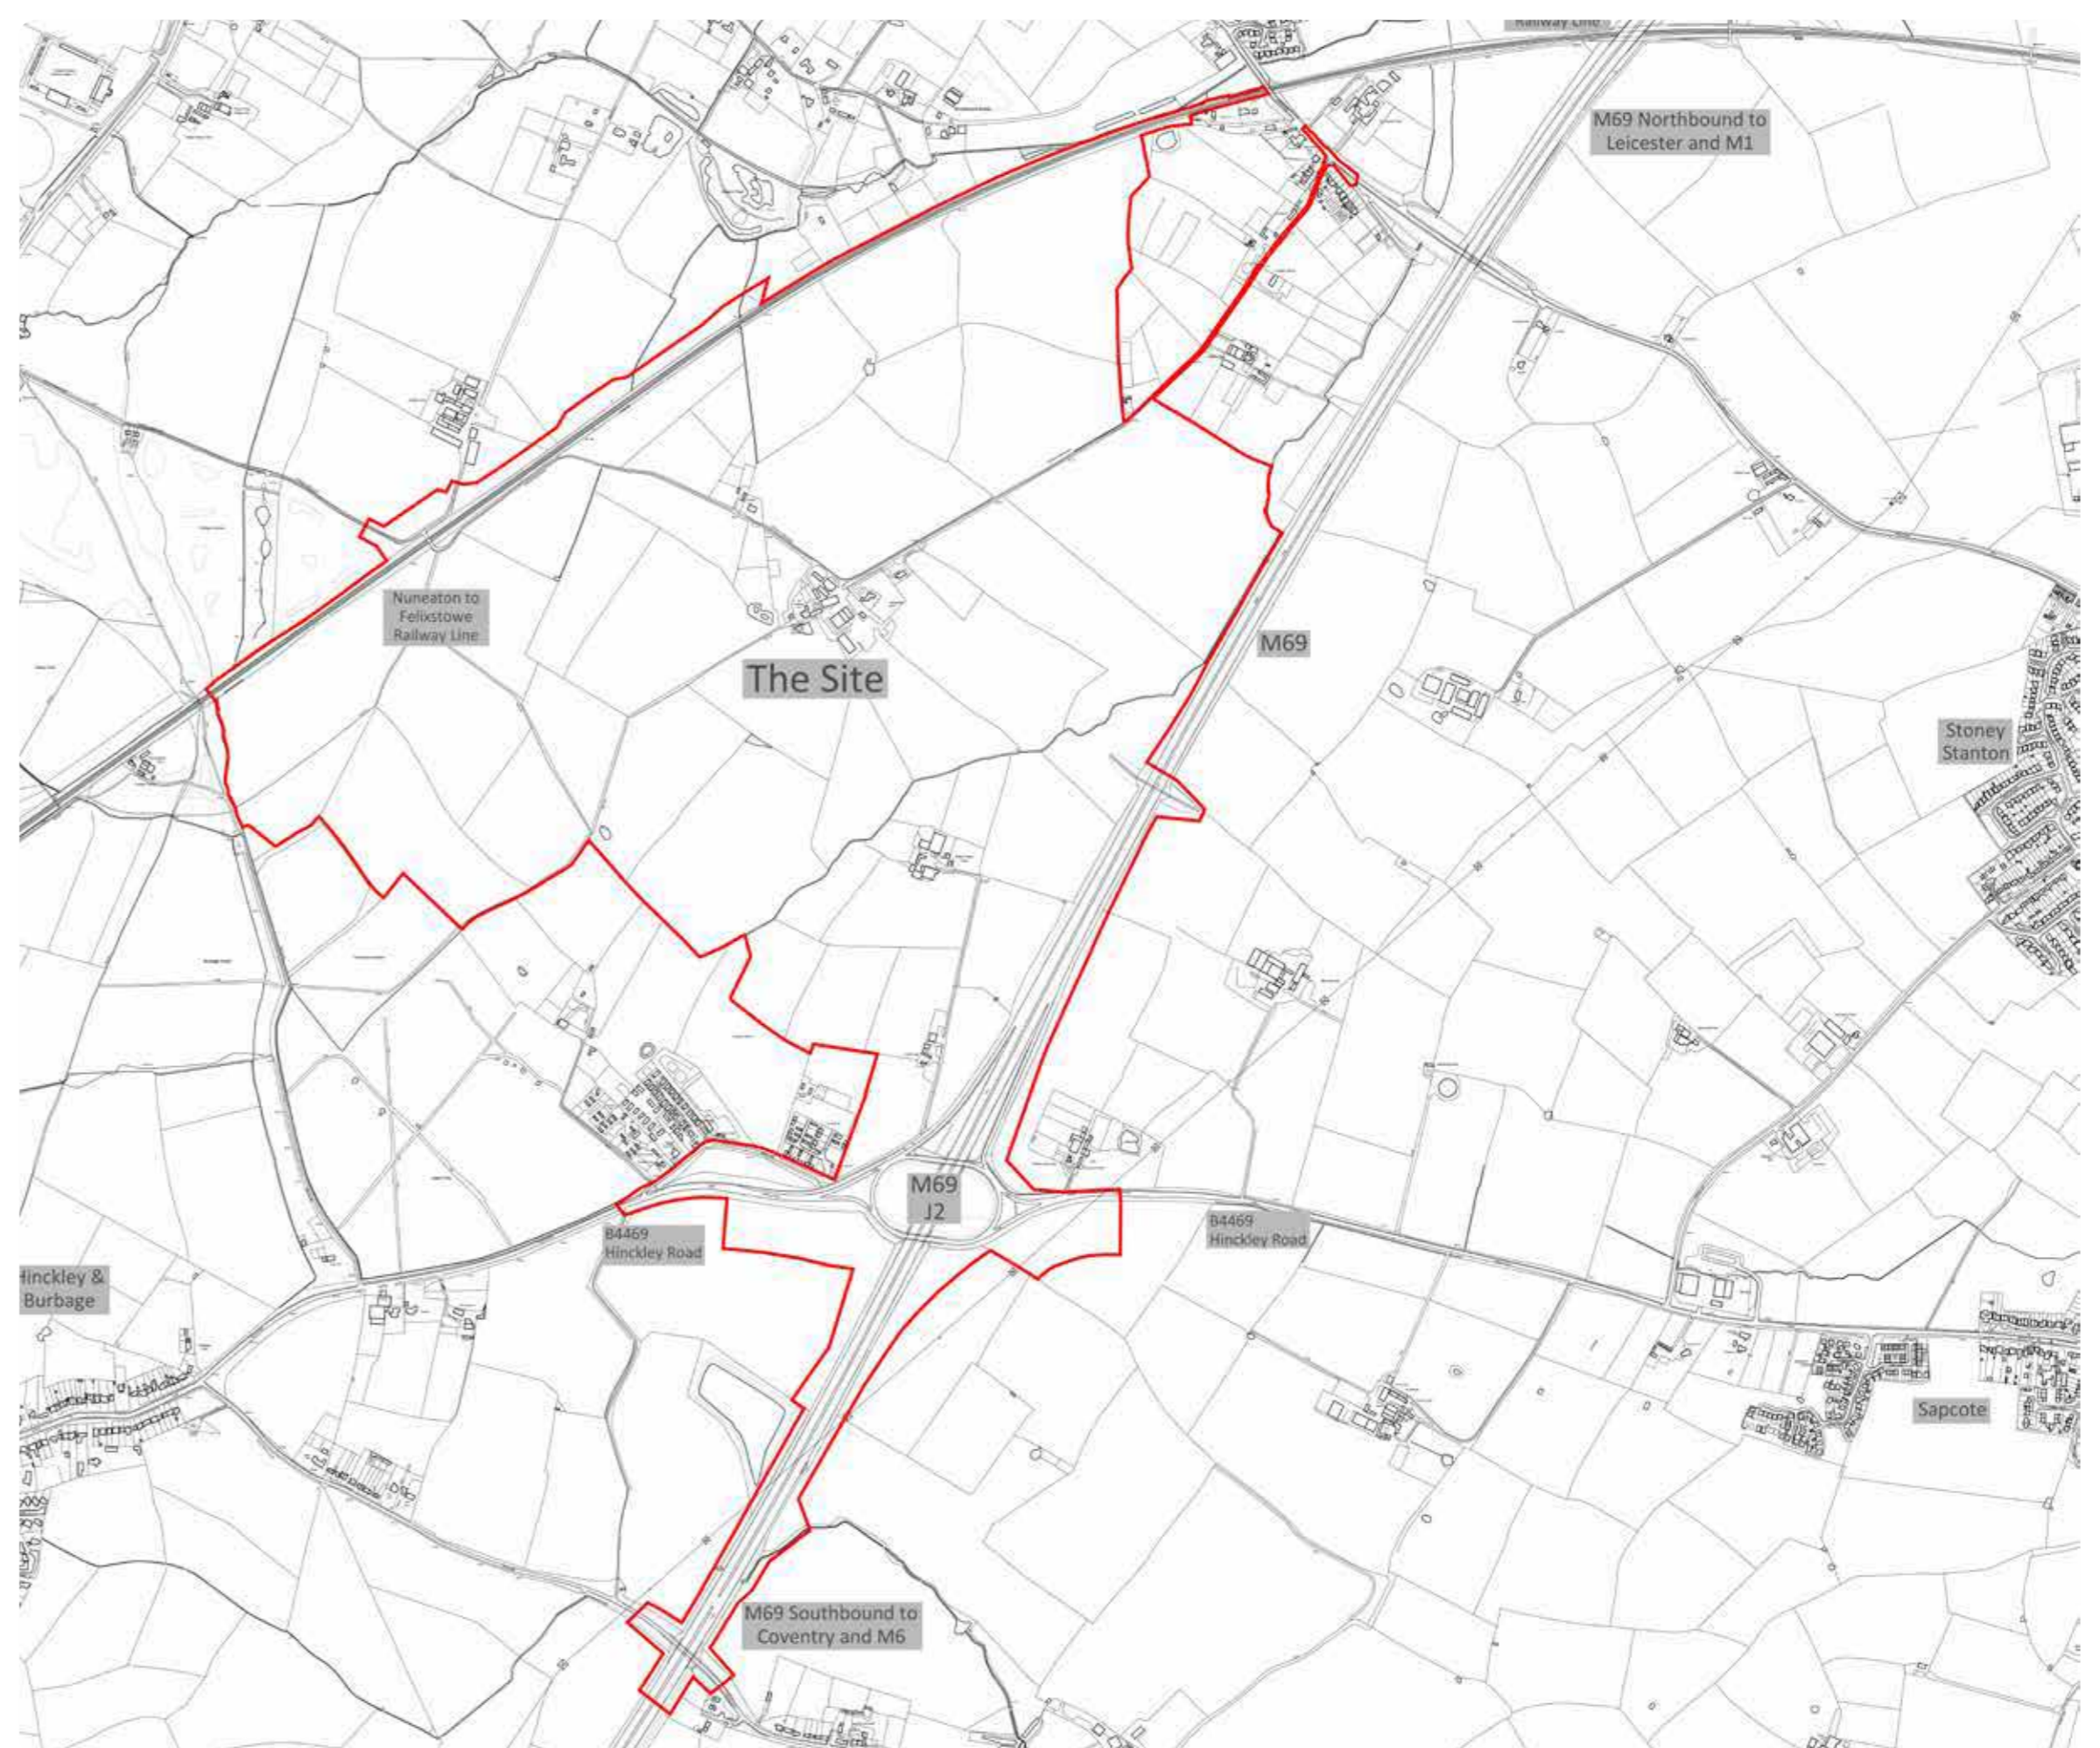 Railway Line
M69 Northbound to
Leicester and M1
Nuneaton to
Felixstowe
Railway Line
M69
The Site
Stoney
Stanton
M69
J2
B4469
Hinckley Road
B4469
Hinckley Road
Hinckley &
Burbage
Sapcote
M69 Southbound to
Coventry and M6